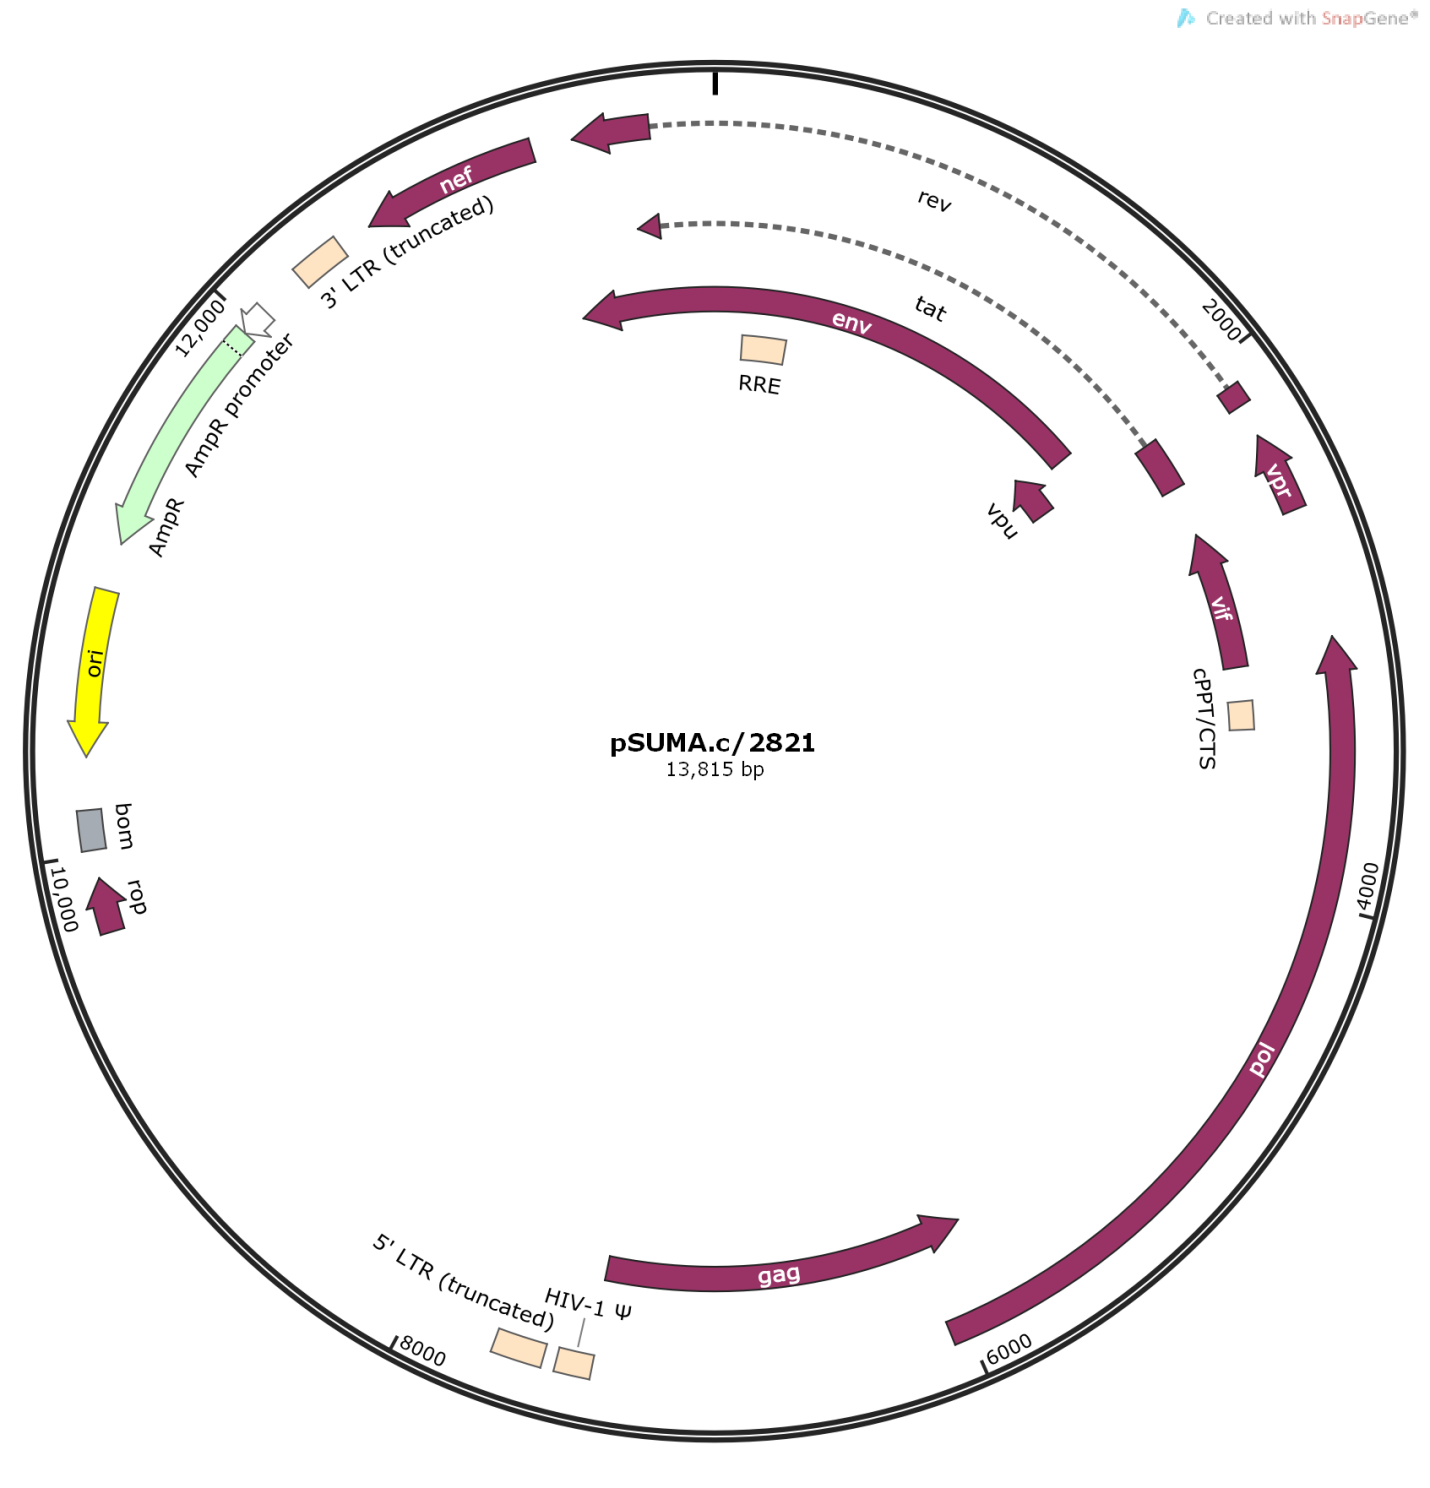 Created with SnapGene®
nef
3' LTR (truncated)
rev
tat
env
RRE
2000
12,000
AmpR promoter
AmpR
vpr
vpu
vif
cPPT/CTS
ori
pSUMA.c/2821
13,815 bp
bom
rop
10,000
4000
pol
5' LTR (truncated)
HIV-1 Ψ
gag
8000
6000